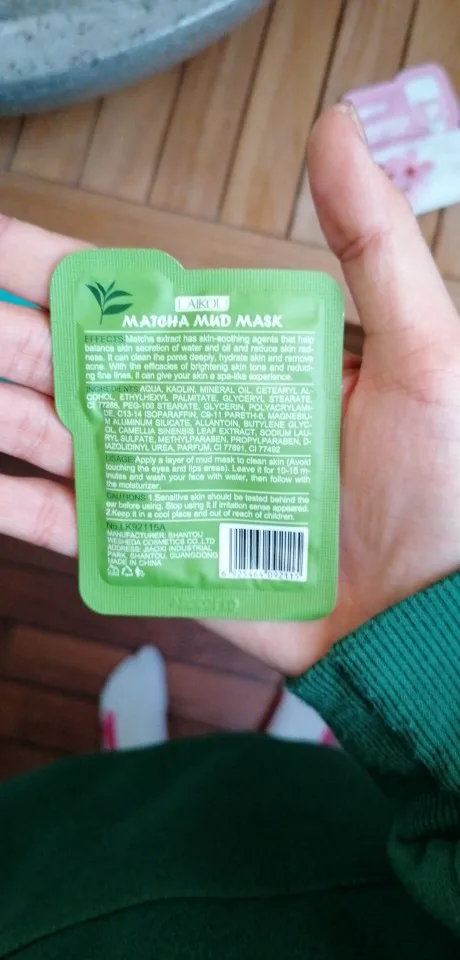 LAIKOU
MATCHA MUD MASK
EFFECTS:Matcha extract has skin-soothing agents that help
balance skin secretion of water and oil and reduce skin red-
ness. It can clean the pores deeply, hydrate skin and remove
acne. With the efficacies of brightenig skin tone and reduci-
ng fine lines, it can give your skin a spa-like experience.
INGREDIENTS:AQUA, KAOLIN, MINERAL OIL, CETEARYL AL-
COHOL, ETHYLHEXYL PALMITATE, GLYCERYL STEARATE,
CI 77288, PEG-100 STEARATE, GLYCERIN, POLYACRYLAMI-
DE, C13-14 ISOPARAFFIN, C9-11 PARETH-6, MAGNESIU-
M ALUMINUM SILICATE, ALLANTOIN, BUTYLENE GLYC-
OL, CAMELLIA SINENSIS LEAF EXTRACT, SODIUM LAU-
RYL SULFATE, METHYLPARABEN, PROPYLPARABEN, D-
IAZOLIDINYL UREA, PARFUM, CI 77891, CI 77492
USAGE:Apply a layer of mud mask to clean skin (Avoid
touching the eyes and lips areas). Leave it for 10-15 m-
inutes and wash your face with water, then follow with
the moisturizer.
CAUTIONS:1.Sensitive skin should be tested behind the
ear before using. Stop using it if irritation sense appeared.
2.Keep it in a cool place and out of reach of children.
No.LK92115A
MANUFACTURER: SHANTOU
WESHEDA COSMETICS CO.,LTD
ADDRESS: JIAOXI INDUSTRIAL
PARK, SHANTOU, GUANGDONG
MADE IN CHINA
6 925464 092115